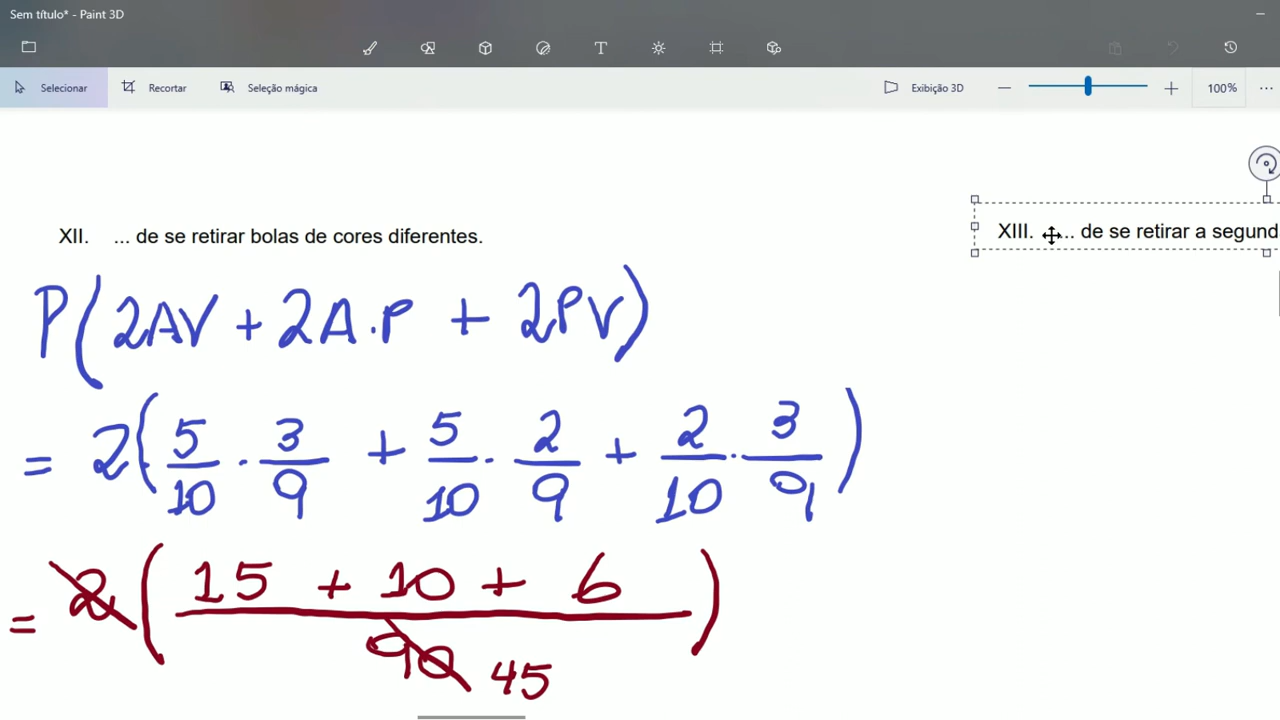 Sem título* - Paint 3D
Selecionar Recortar Seleção mágica Exibição 3D 100%
XII. ... de se retirar bolas de cores diferentes.
XIII. ... de se retirar a segund
P(2AV + 2A.P + 2PV)
= 2(5/10 · 3/9 + 5/10 · 2/9 + 2/10 · 3/9)
= 2(15 + 10 + 6 / 90 45)